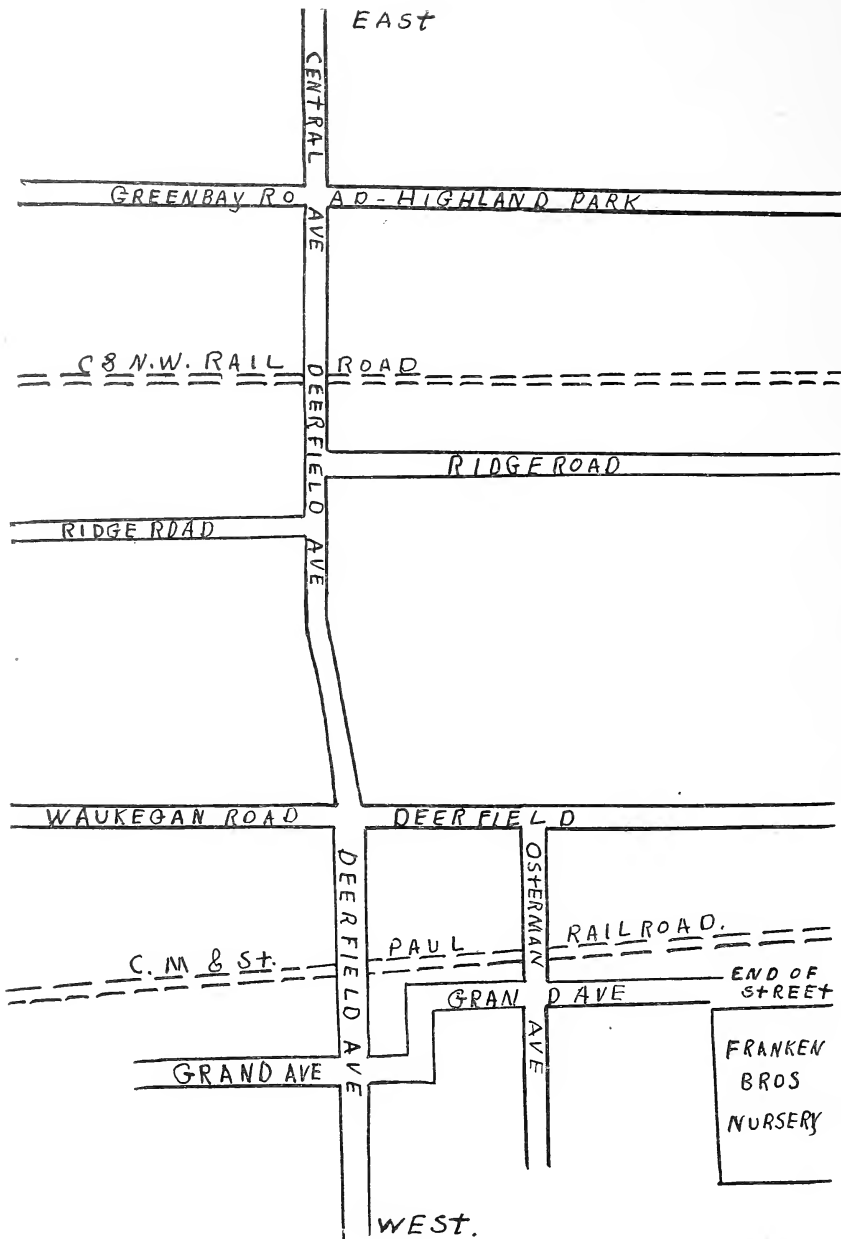 EAST
CENTRAL AVE
GREENBAY ROAD-HIGHLAND PARK
C & N.W. RAIL ROAD
DEERFIELD AVE
RIDGE ROAD
RIDGE ROAD
WAUKEGAN ROAD DEERFIELD
DEERFIELD AVE
OSTERMAN AVE
C. M & St. PAUL RAILROAD.
GRAND AVE
END OF
STREET
GRAND AVE
FRANKEN
BROS
NURSERY
WEST.